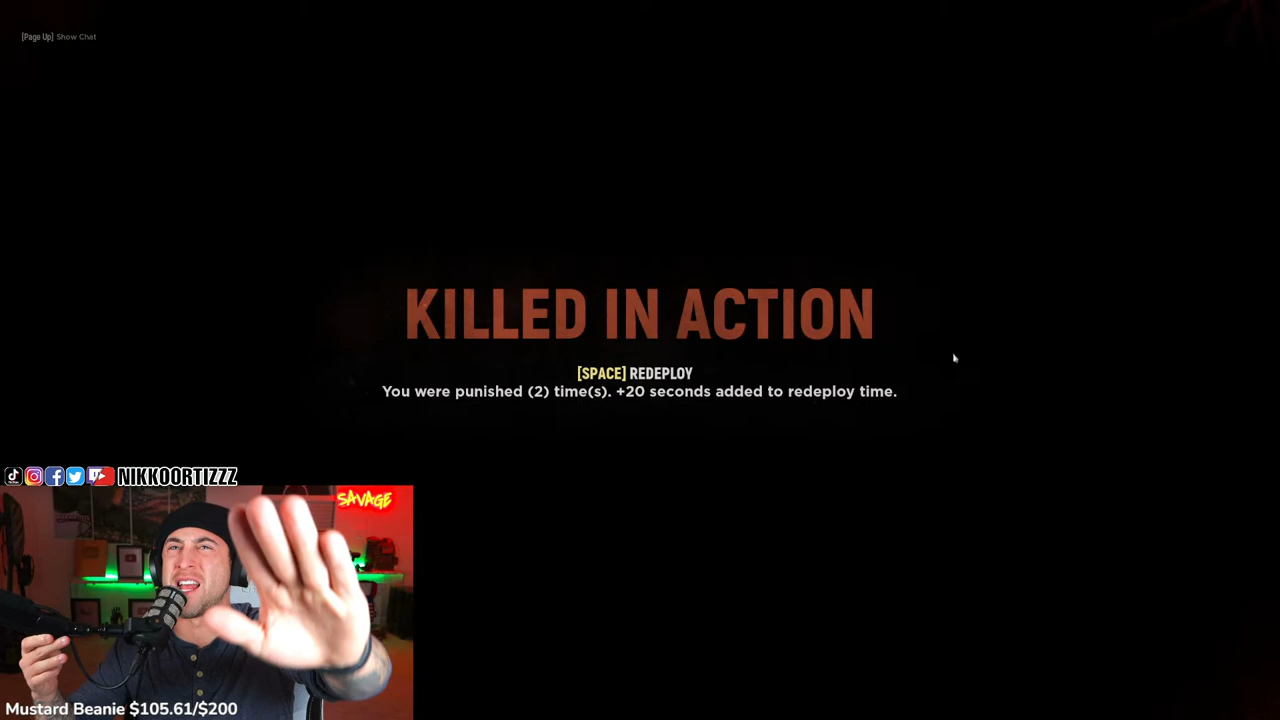 [Page Up] Show Chat
KILLED IN ACTION
[SPACE] REDEPLOY
You were punished (2) time(s). +20 seconds added to redeploy time.
NIKKOORTIZZZ
SAVAGE
Mustard Beanie $105.61/$200